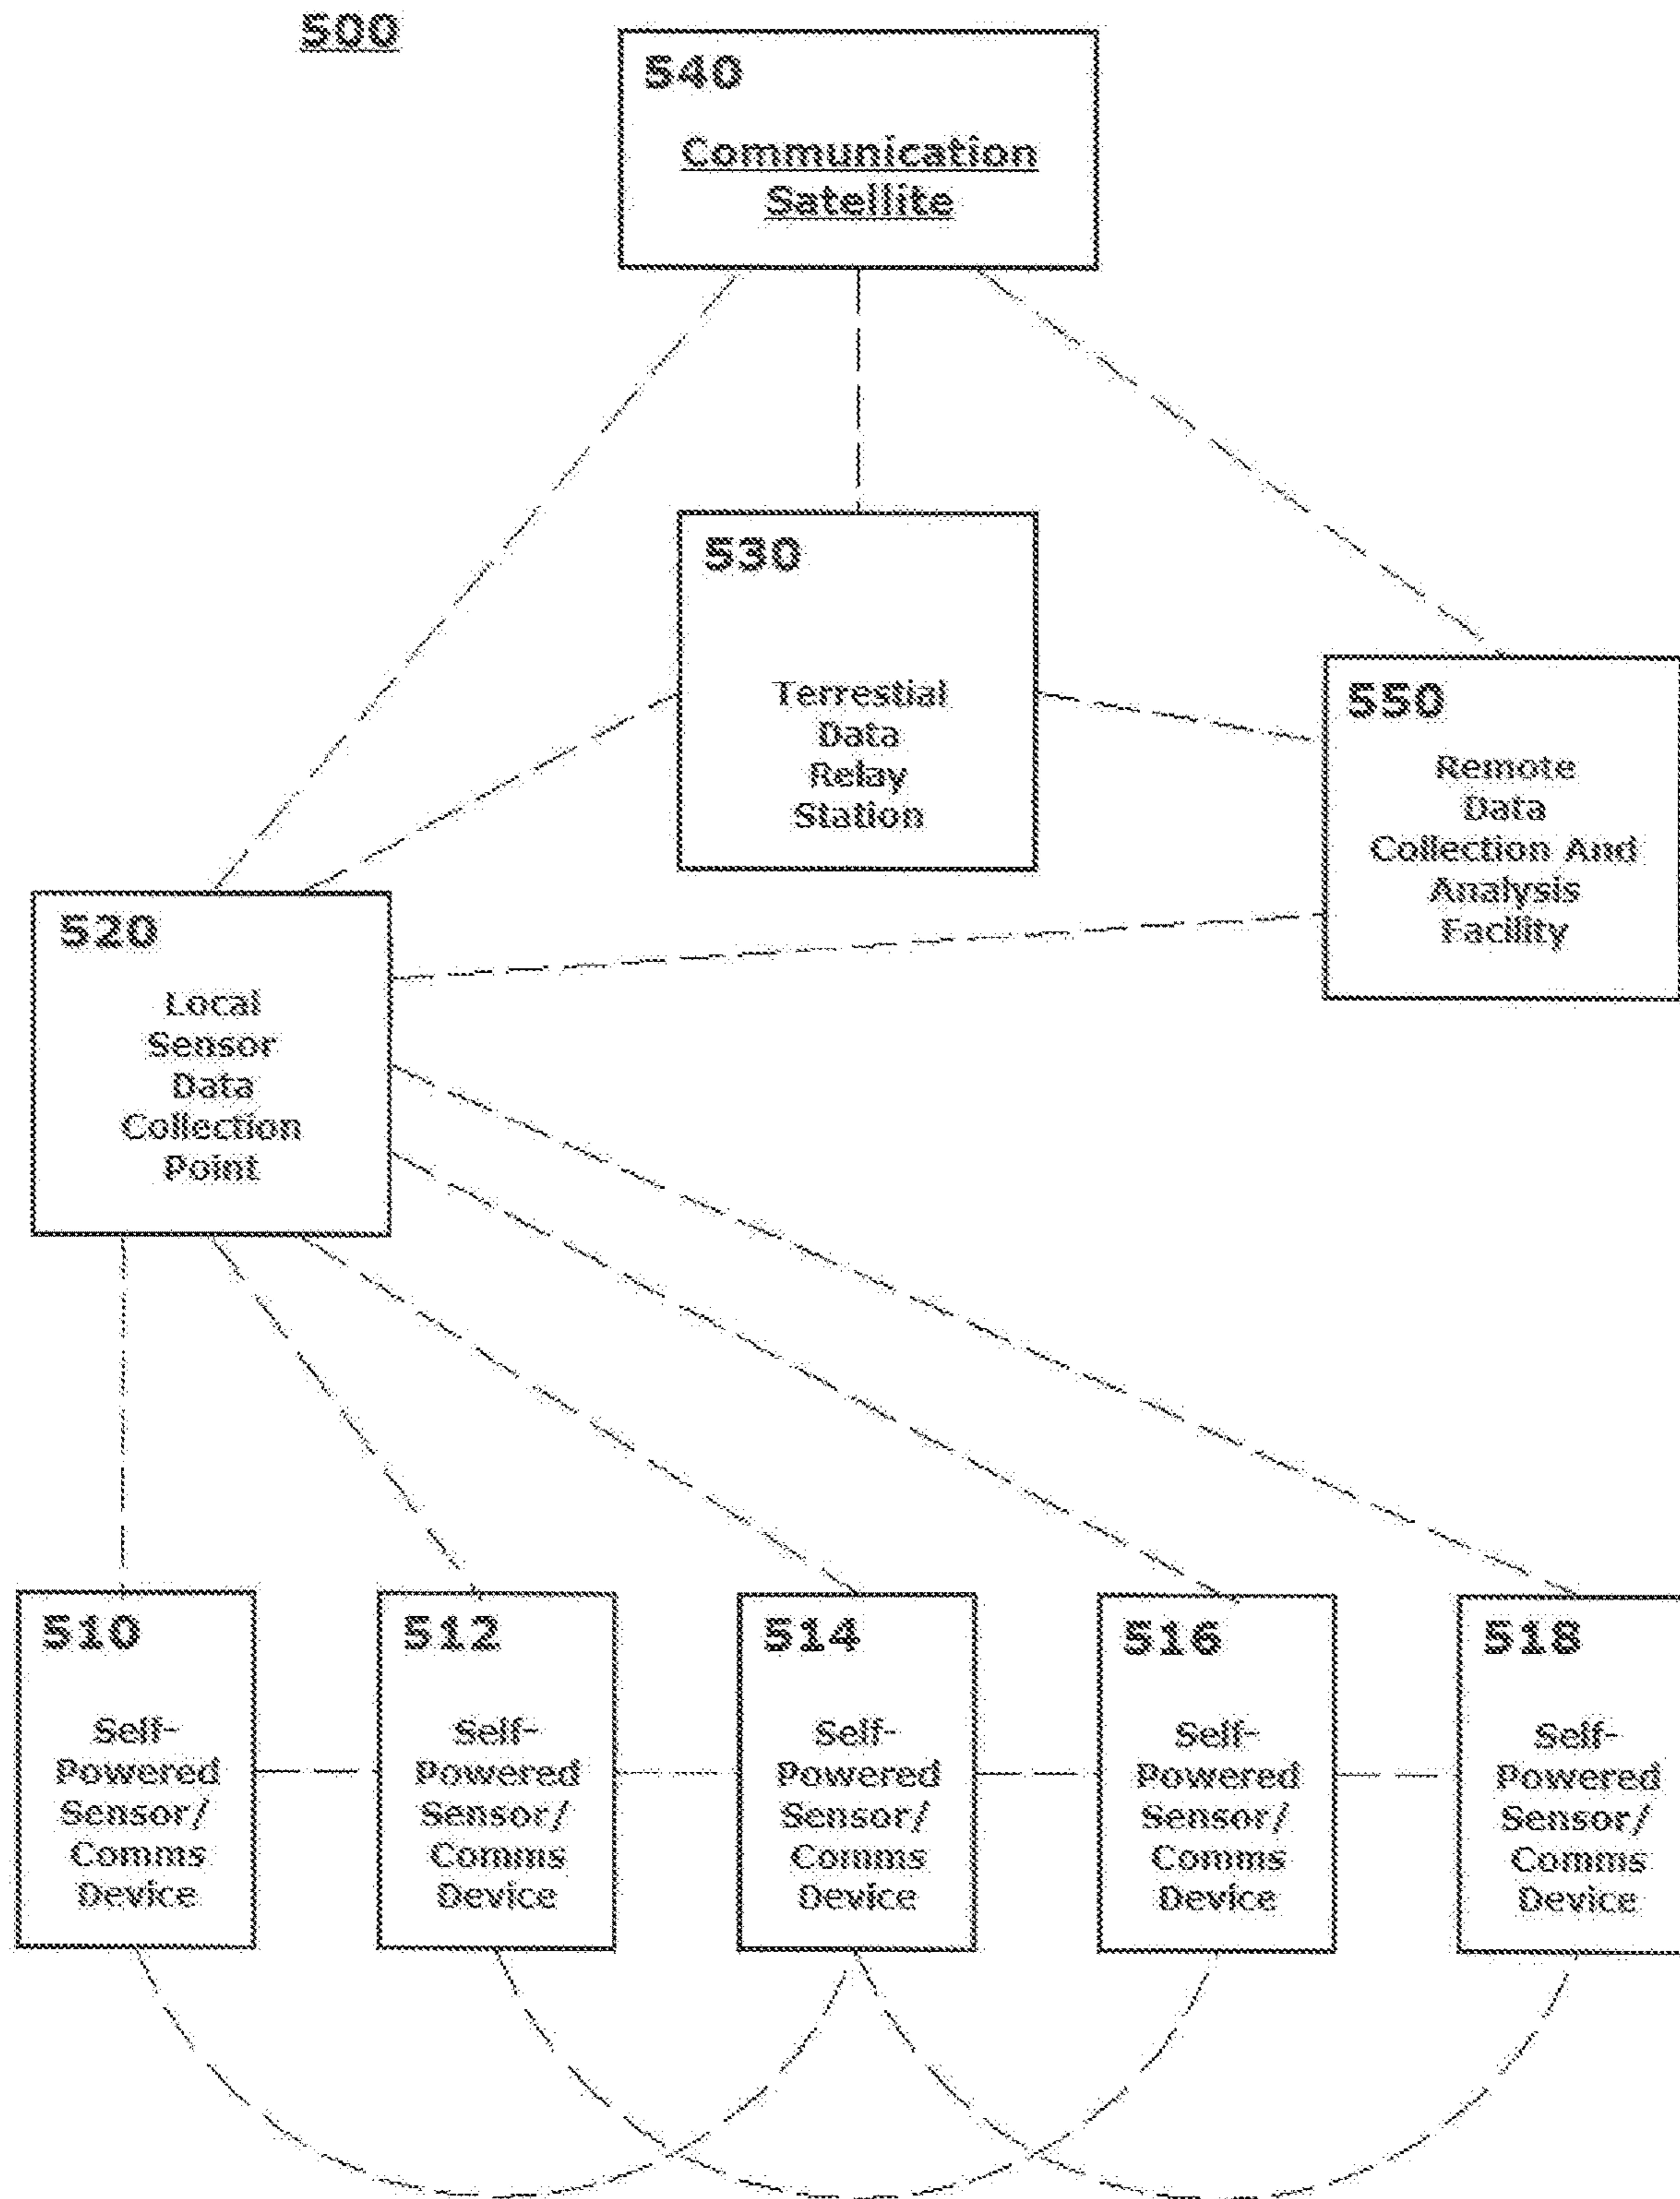 500
540
Communication
Satellite
530
Terrestial
Data
Relay
Station
550
Remote
Data
Collection And
Analysis
Facility
520
Local
Sensor
Data
Collection
Point
510
Self-
Powered
Sensor/
Comms
Device
512
Self-
Powered
Sensor/
Comms
Device
514
Self-
Powered
Sensor/
Comms
Device
516
Self-
Powered
Sensor/
Comms
Device
518
Self-
Powered
Sensor/
Comms
Device